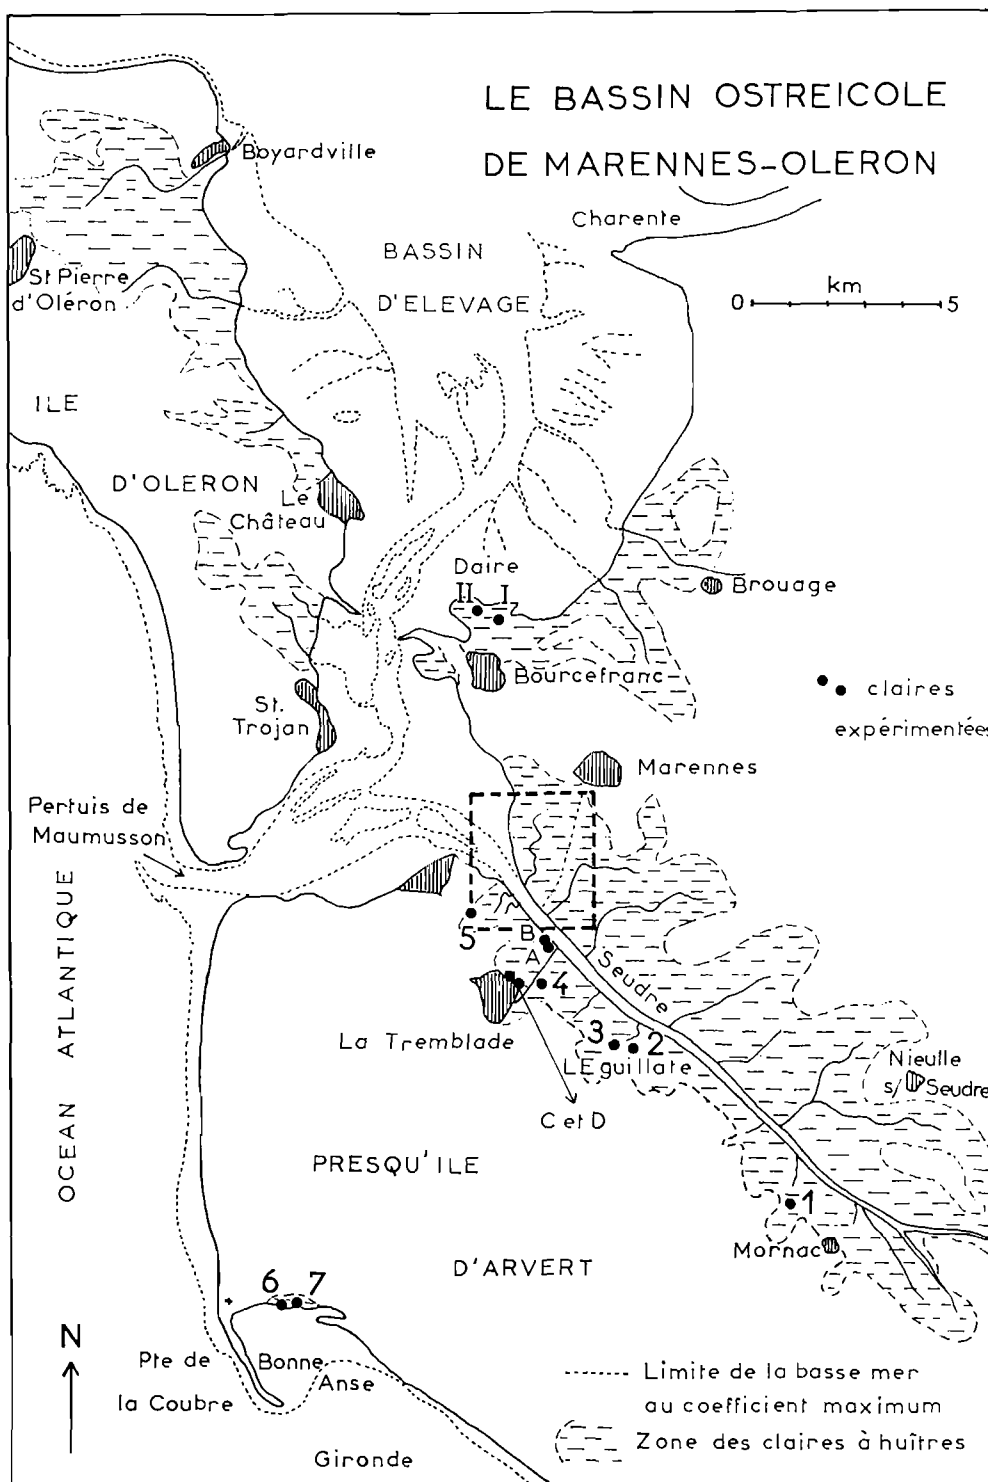 LE BASSIN OSTREICOLE
DE MARENNES-OLERON
Boyardville
Charente
BASSIN
D'ELEVAGE
km
0 5
St Pierre
d'Oléron
ILE
D'OLERON
Le
Château
Daire
II I
Brouage
Bourcefranc
claires
expérimentées
St.
Trojan
Marennes
Pertuis de
Maumusson
OCEAN ATLANTIQUE
5
B
A
Seudre
4
La Tremblade
3 2
L'Eguillate
Nieulle
s/ Seudre
C et D
PRESQU'ILE
1
Mornac
D'ARVERT
6 7
N
Pte de
la Coubre
Bonne
Anse
Gironde
Limite de la basse mer
au coefficient maximum
Zone des claires à huîtres